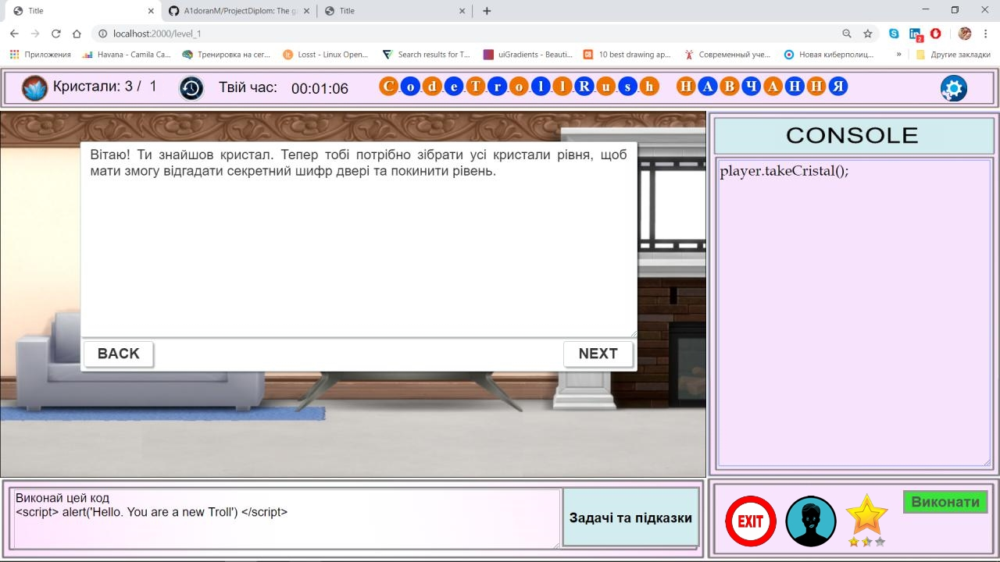 Title
A1doranM/ProjectDiplom: The ga
Title
localhost:2000/level_1
2
Приложения
Havana - Camila Ca...
Тренировка на сер...
Losst - Linux Open...
Search results for T...
uiGradients - Beauti...
10 best drawing ap...
Современный уче...
Новая киберполиц...
»
Другие закладки
Кристали: 3 / 1
Твій час: 00:01:06
CodeTrollRush НАВЧАННЯ
Вітаю! Ти знайшов кристал. Тепер тобі потрібно зібрати усі кристали рівня, щоб
мати змогу відгадати секретний шифр двері та покинити рівень.
BACK
NEXT
CONSOLE
player.takeCristal();
Виконай цей код
<script> alert('Hello. You are a new Troll') </script>
Задачі та підказки
EXIT
Виконати